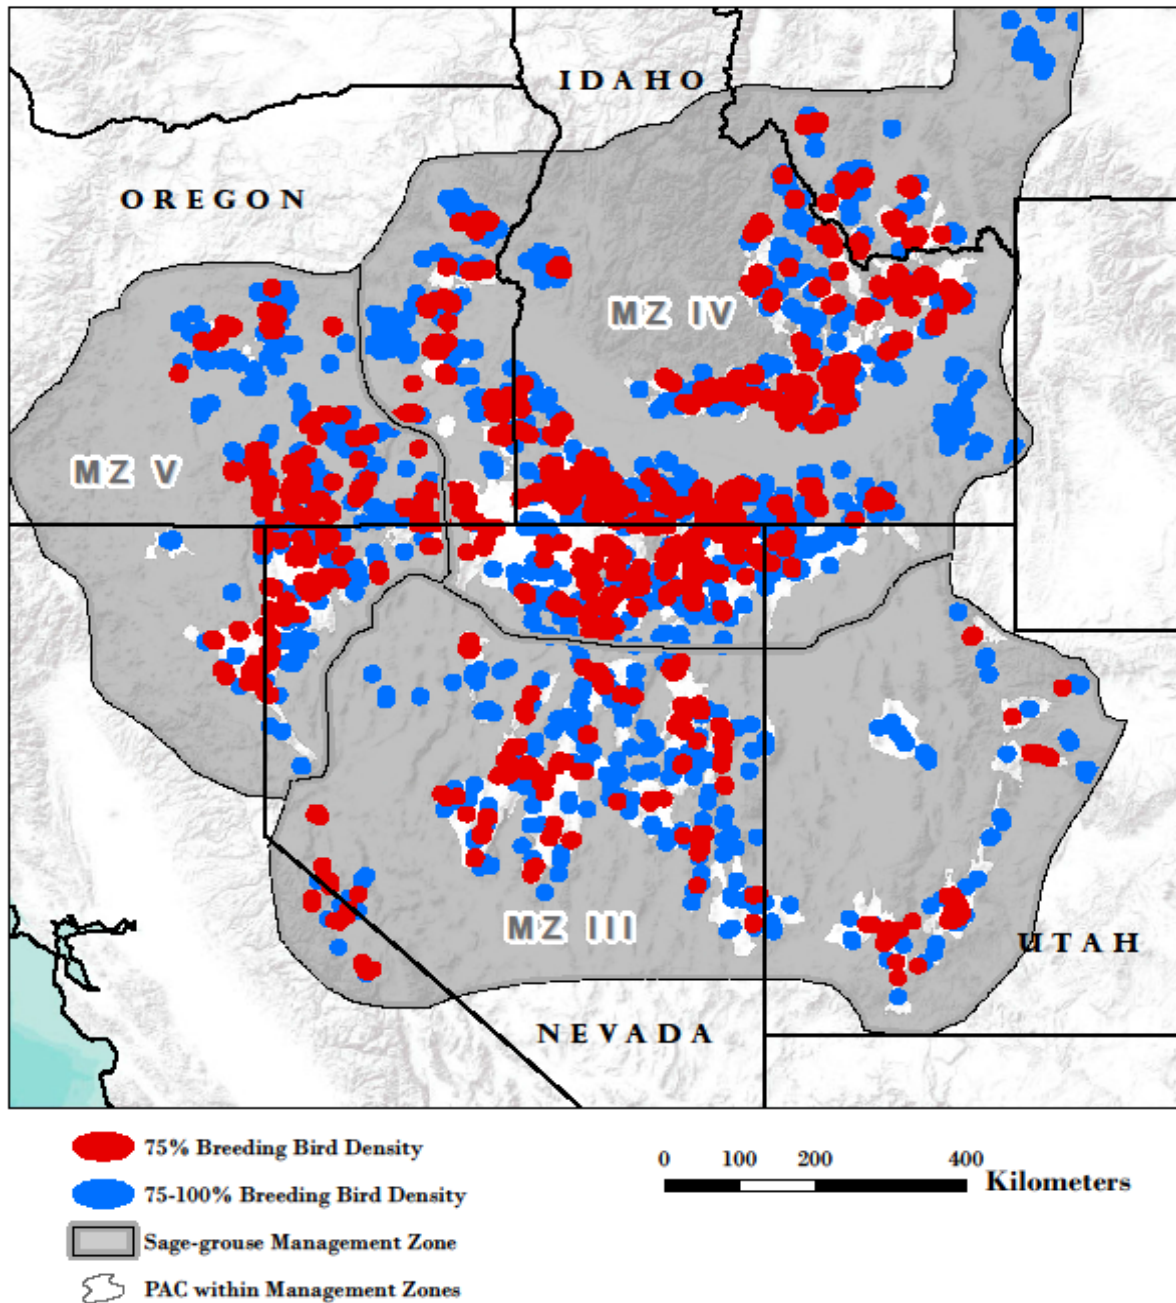 IDAHO
OREGON
MZ IV
MZ V
MZ III
UTAH
NEVADA
75% Breeding Bird Density
75-100% Breeding Bird Density
Sage-grouse Management Zone
PAC within Management Zones
0 100 200 400 Kilometers